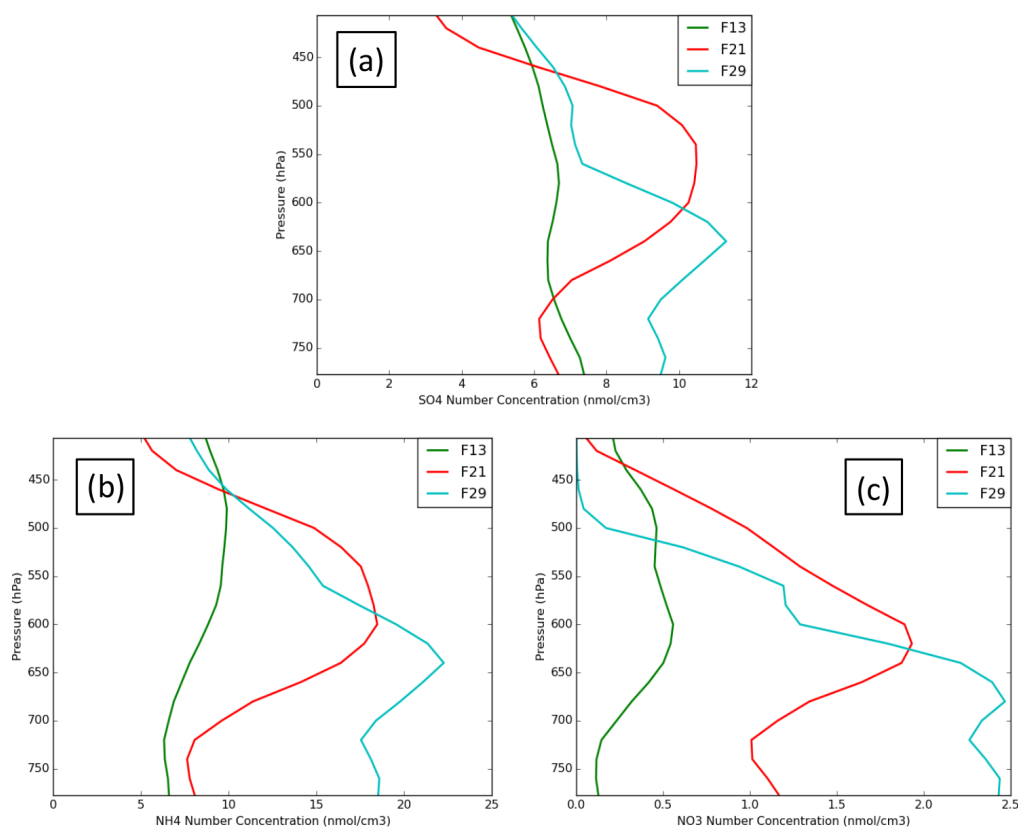 (a)
F13
F21
F29
450
500
550
600
650
700
750
Pressure (hPa)
0 2 4 6 8 10 12
SO4 Number Concentration (nmol/cm3)
(b)
F13
F21
F29
450
500
550
600
650
700
750
Pressure (hPa)
0 5 10 15 20 25
NH4 Number Concentration (nmol/cm3)
(c)
F13
F21
F29
450
500
550
600
650
700
750
Pressure (hPa)
0.0 0.5 1.0 1.5 2.0 2.5
NO3 Number Concentration (nmol/cm3)